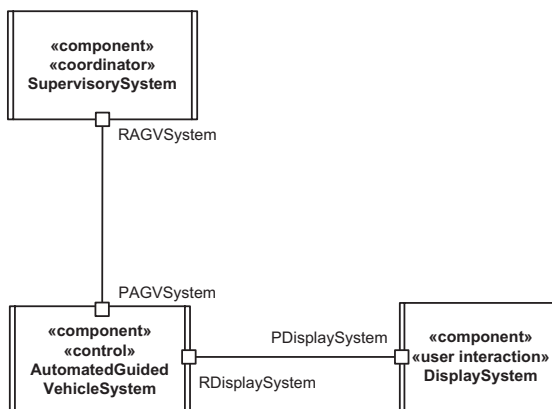 «component»
«coordinator»
SupervisorySystem
RAGVSystem
PAGVSystem
«component»
«control»
AutomatedGuided
VehicleSystem
PDisplaySystem
RDisplaySystem
«component»
«user interaction»
DisplaySystem